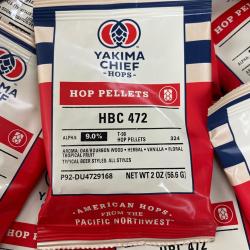 YAKIMA
CHIEF
HOPS
HOP PELLETS
HBC 472
ALPHA 9.0% T-90 HOP PELLETS 324
AROMA: OAK/BOURBON WOOD • HERBAL • VANILLA • FLORAL
TROPICAL FRUIT
TYPICAL BEER STYLES: ALL STYLES
P92-DU4729168 NET WT 2 OZ (56.6 G)
AMERICAN HOPS
FROM THE
PACIFIC NORTHWEST